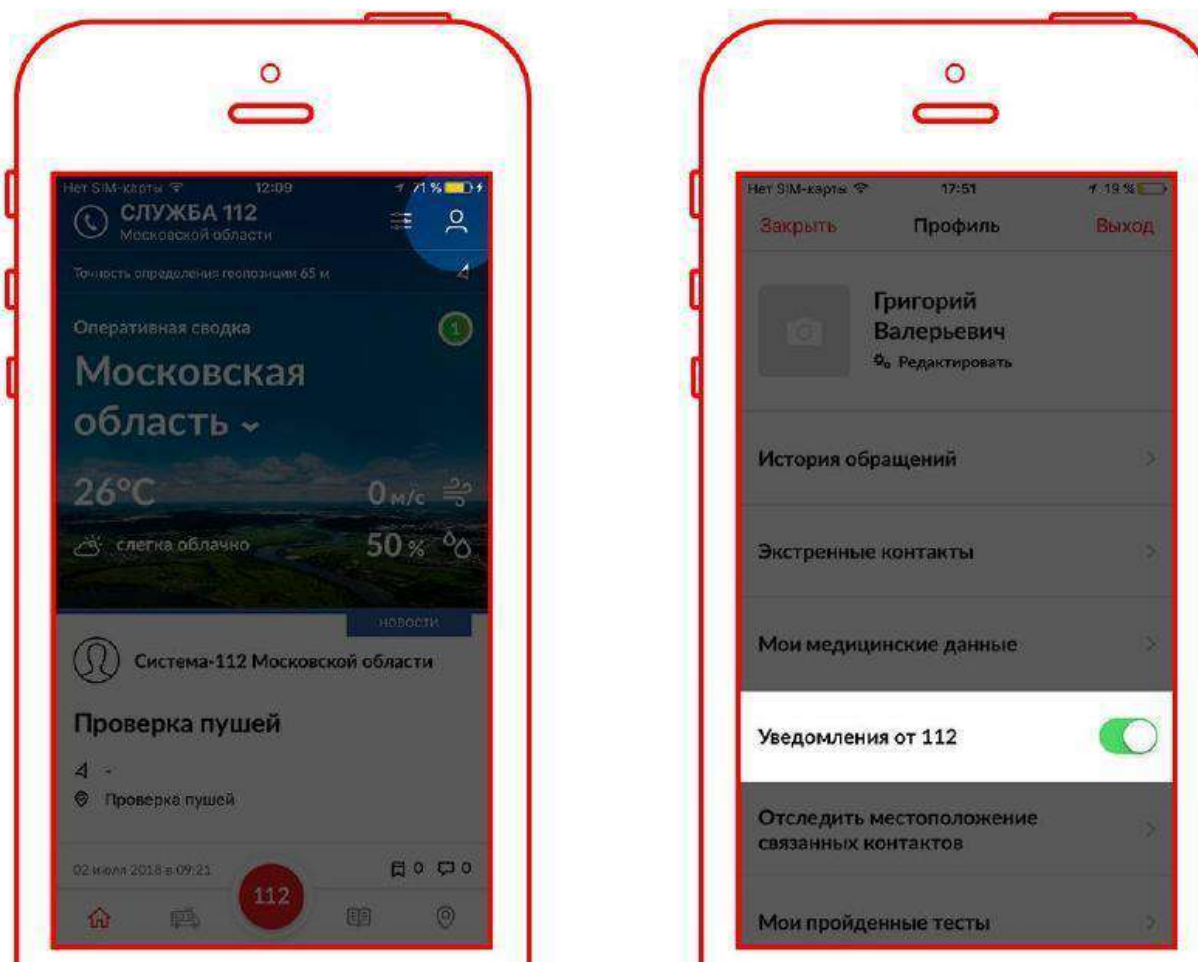 Нет SIM-карты 12:09 71 %
СЛУЖБА 112
Московской области
Точность определения геопозиции 65 м
Оперативная сводка
1
Московская
область
26°C
0 м/с
слегка облачно
50 %
НОВОСТИ
Система-112 Московской области
Проверка пушей
-
Проверка пушей
02 июля 2018 в 09:21
0 0
112
Нет SIM-карты 17:51 19 %
Закрыть Профиль Выход
Григорий
Валерьевич
Редактировать
История обращений
Экстренные контакты
Мои медицинские данные
Уведомления от 112
Отследить местоположение
связанных контактов
Мои пройденные тесты